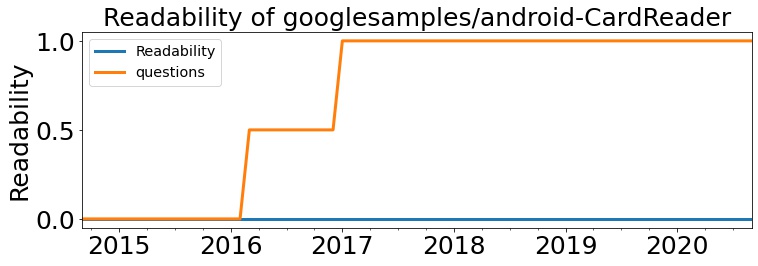 Readability of googlesamples/android-CardReader
Readability
questions
Readability
1.0
0.5
0.0
2015 2016 2017 2018 2019 2020